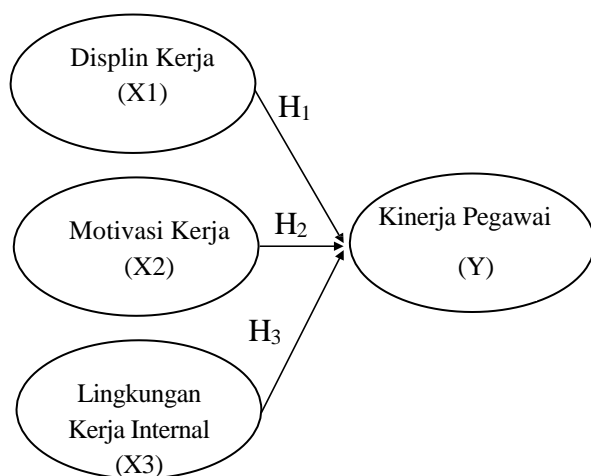 Displin Kerja
(X1)
H₁
Motivasi Kerja
(X2)
H₂
Kinerja Pegawai
(Y)
H₃
Lingkungan
Kerja Internal
(X3)